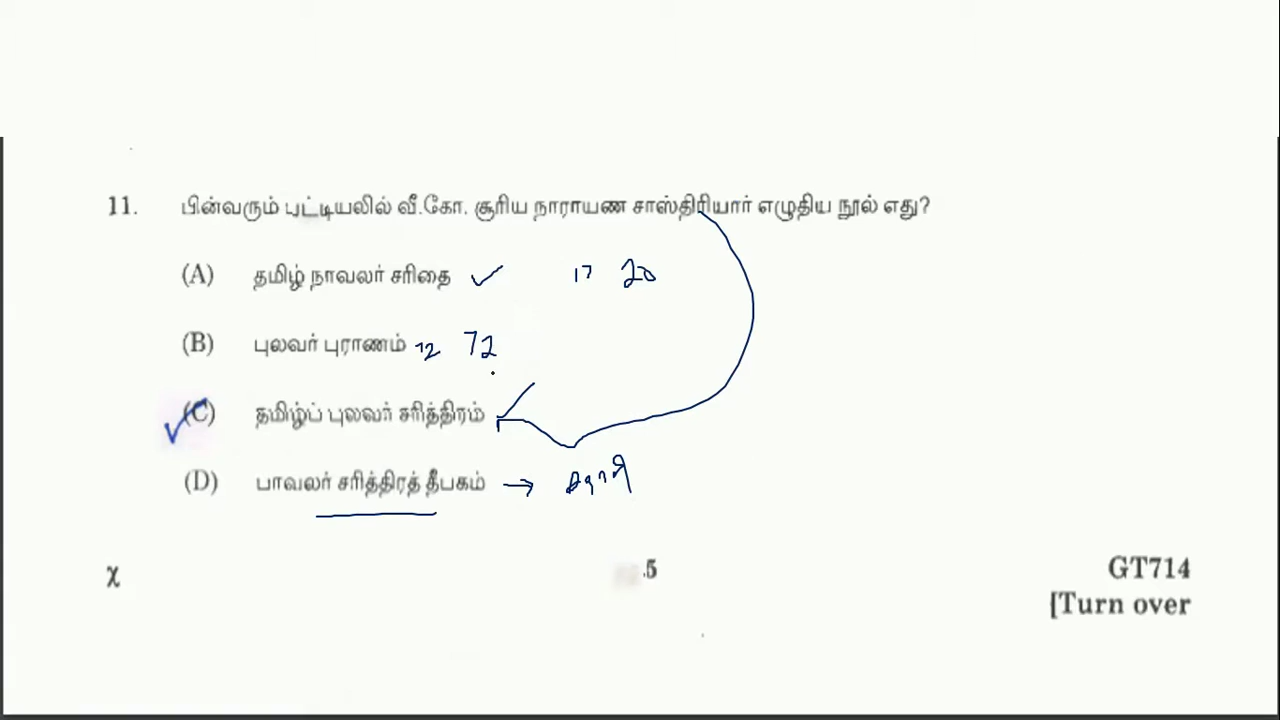 11. பின்வரும் பட்டியலில் வீ.கோ. சூரிய நாராயண சாஸ்திரியார் எழுதிய நூல் எது?
(A) தமிழ் நாவலர் சரிதை 17 20
(B) புலவர் புராணம் 72 72
(C) தமிழ்ப் புலவர் சரித்திரம்
(D) பாவலர் சரித்திரத் தீபகம் →
χ 5 GT714
[Turn over